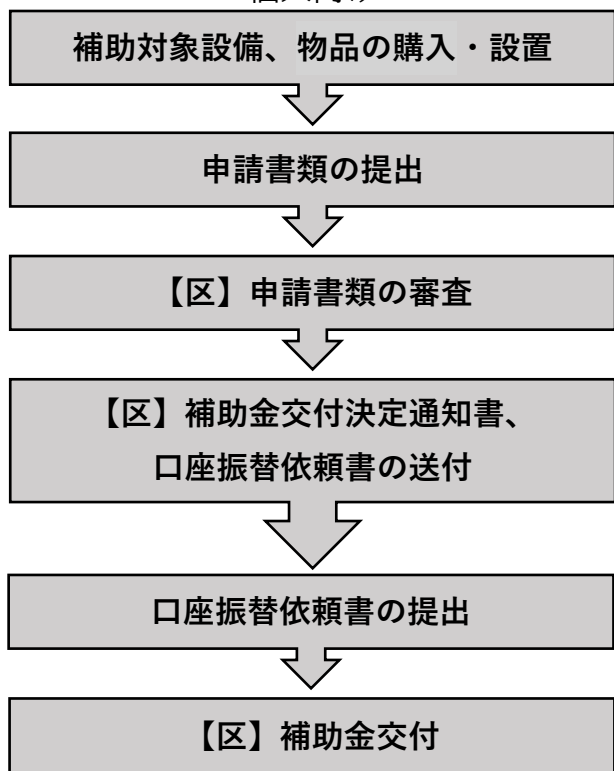 補助対象設備、物品の購入・設置
申請書類の提出
【区】申請書類の審査
【区】補助金交付決定通知書、
口座振替依頼書の送付
口座振替依頼書の提出
【区】補助金交付